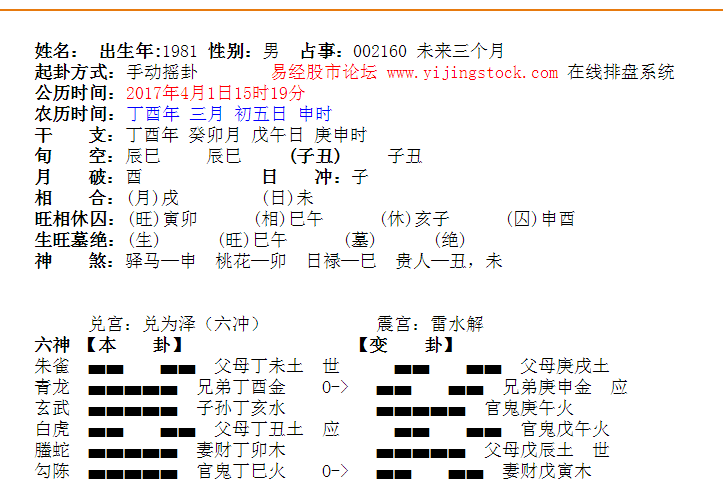 姓名： 出生年:1981 性别：男 占事：002160 未来三个月
起卦方式：手动摇卦 易经股市论坛 www.yijingstock.com 在线排盘系统
公历时间：2017年4月1日15时19分
农历时间：丁酉年 三月 初五日 申时
干 支：丁酉年 癸卯月 戊午日 庚申时
旬 空：辰巳 辰巳 (子丑) 子丑
月 破：酉 日 冲：子
相 合：(月)戌 (日)未
旺相休囚：(旺)寅卯 (相)巳午 (休)亥子 (囚)申酉
生旺墓绝：(生) (旺)巳午 (墓) (绝)
神 煞：驿马—申 桃花—卯 日禄—巳 贵人—丑，未
兑宫：兑为泽（六冲） 震宫：雷水解
六神 【本 卦】 【变 卦】
朱雀 ▅▅ ▅▅ 父母丁未土 世 ▅▅ ▅▅ 父母庚戌土
青龙 ▅▅▅▅▅ 兄弟丁酉金 O-> ▅▅ ▅▅ 兄弟庚申金 应
玄武 ▅▅▅▅▅ 子孙丁亥水 ▅▅▅▅▅ 官鬼庚午火
白虎 ▅▅ ▅▅ 父母丁丑土 应 ▅▅ ▅▅ 官鬼戊午火
螣蛇 ▅▅▅▅▅ 妻财丁卯木 ▅▅▅▅▅ 父母戊辰土 世
勾陈 ▅▅▅▅▅ 官鬼丁巳火 O-> ▅▅ ▅▅ 妻财戊寅木